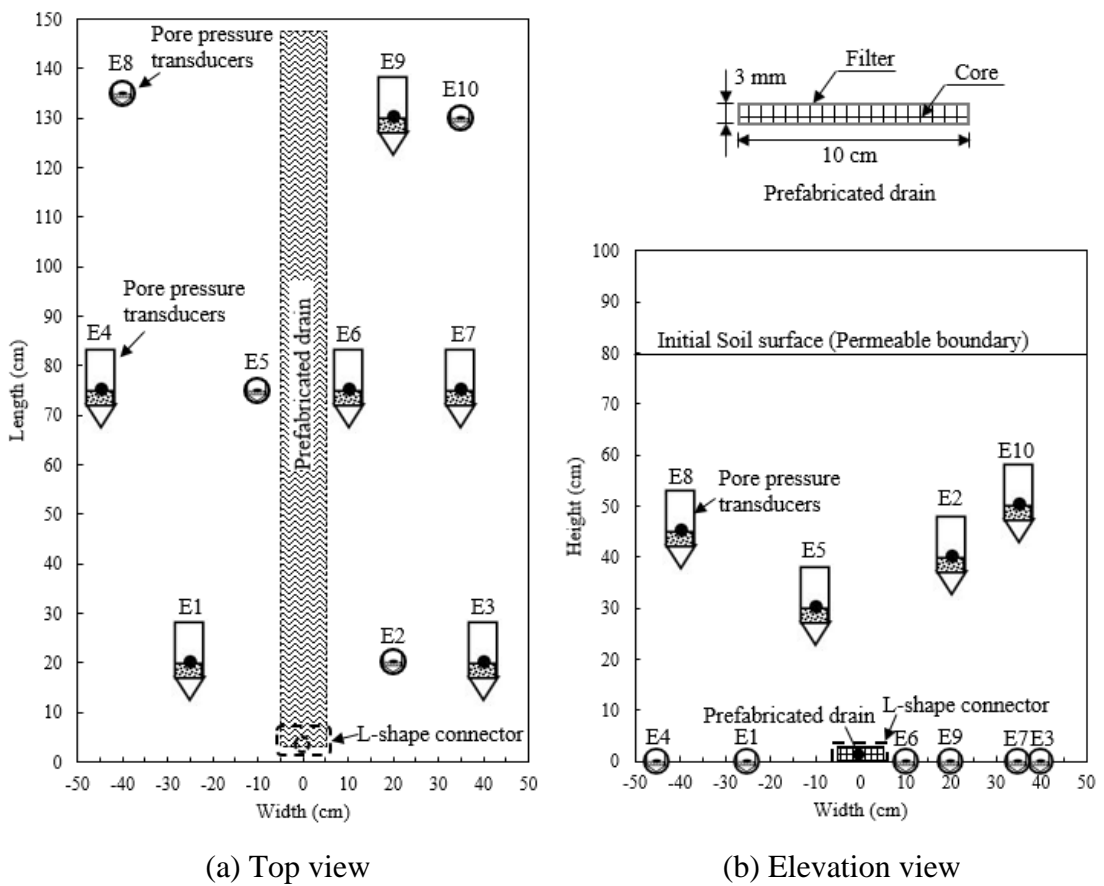 150
140
130
120
110
100
90
80
70
60
50
40
30
20
10
0
Length (cm)
-50 -40 -30 -20 -10 0 10 20 30 40 50
Width (cm)
Pore pressure
transducers
E8
E9
E10
Pore pressure
transducers
E4
E5
E6
E7
Prefabricated drain
E1
E2
E3
L-shape connector
(a) Top view
Filter
3 mm
Core
10 cm
Prefabricated drain
100
90
80
70
60
50
40
30
20
10
0
Height (cm)
Initial Soil surface (Permeable boundary)
E10
E8
Pore pressure
transducers
E2
E5
L-shape connector
Prefabricated drain
E4 E1 E6 E9 E7 E3
-50 -40 -30 -20 -10 0 10 20 30 40 50
Width (cm)
(b) Elevation view